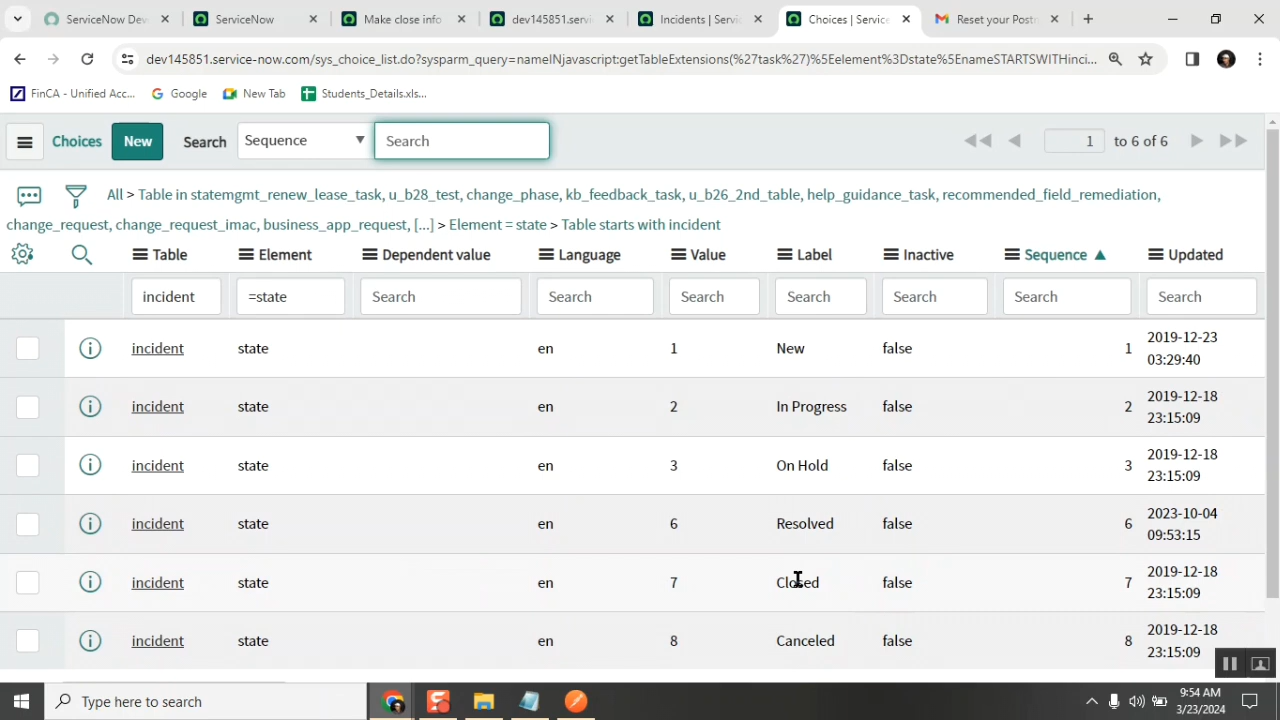 ServiceNow Dev
ServiceNow
Make close info
dev145851.servi
Incidents | Servic
Choices | Service
Reset your Postm
dev145851.service-now.com/sys_choice_list.do?sysparm_query=nameINjavascript:getTableExtensions(%27task%27)%5Eelement%3Dstate%5EnameSTARTSWITHinci...
FinCA - Unified Acc...
Google
New Tab
Students_Details.xls...
Choices New Search Sequence Search 1 to 6 of 6
All > Table in statemgmt_renew_lease_task, u_b28_test, change_phase, kb_feedback_task, u_b26_2nd_table, help_guidance_task, recommended_field_remediation,
change_request, change_request_imac, business_app_request, [...] > Element = state > Table starts with incident
Table Element Dependent value Language Value Label Inactive Sequence Updated
incident =state Search Search Search Search Search Search Search
incident state en 1 New false 1 2019-12-23
03:29:40
incident state en 2 In Progress false 2 2019-12-18
23:15:09
incident state en 3 On Hold false 3 2019-12-18
23:15:09
incident state en 6 Resolved false 6 2023-10-04
09:53:15
incident state en 7 Closed false 7 2019-12-18
23:15:09
incident state en 8 Canceled false 8 2019-12-18
23:15:09
Type here to search
9:54 AM
3/23/2024